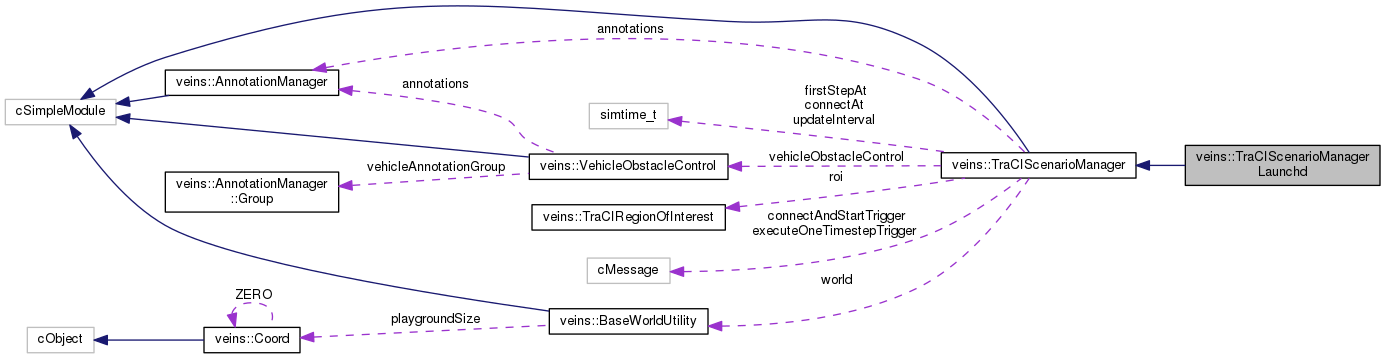 annotations
veins::AnnotationManager
annotations
firstStepAt
connectAt
updateInterval
simtime_t
cSimpleModule
vehicleObstacleControl
veins::TraCIScenarioManager
veins::TraCIScenarioManager
Launchd
veins::VehicleObstacleControl
vehicleAnnotationGroup
roi
veins::AnnotationManager
::Group
veins::TraCIRegionOfInterest
connectAndStartTrigger
executeOneTimestepTrigger
cMessage
world
ZERO
playgroundSize
veins::BaseWorldUtility
cObject
veins::Coord